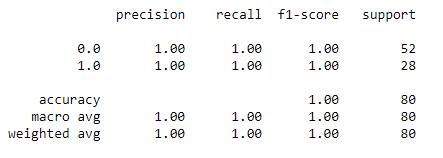 precision recall f1-score support
0.0 1.00 1.00 1.00 52
1.0 1.00 1.00 1.00 28
accuracy 1.00 80
macro avg 1.00 1.00 1.00 80
weighted avg 1.00 1.00 1.00 80